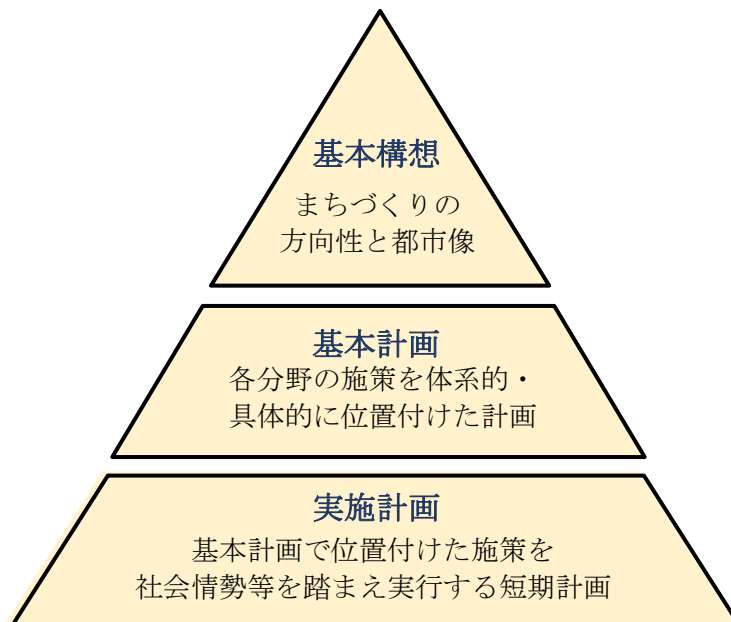 基本構想
まちづくりの
方向性と都市像
基本計画
各分野の施策を体系的・
具体的に位置付けた計画
実施計画
基本計画で位置付けた施策を
社会情勢等を踏まえ実行する短期計画